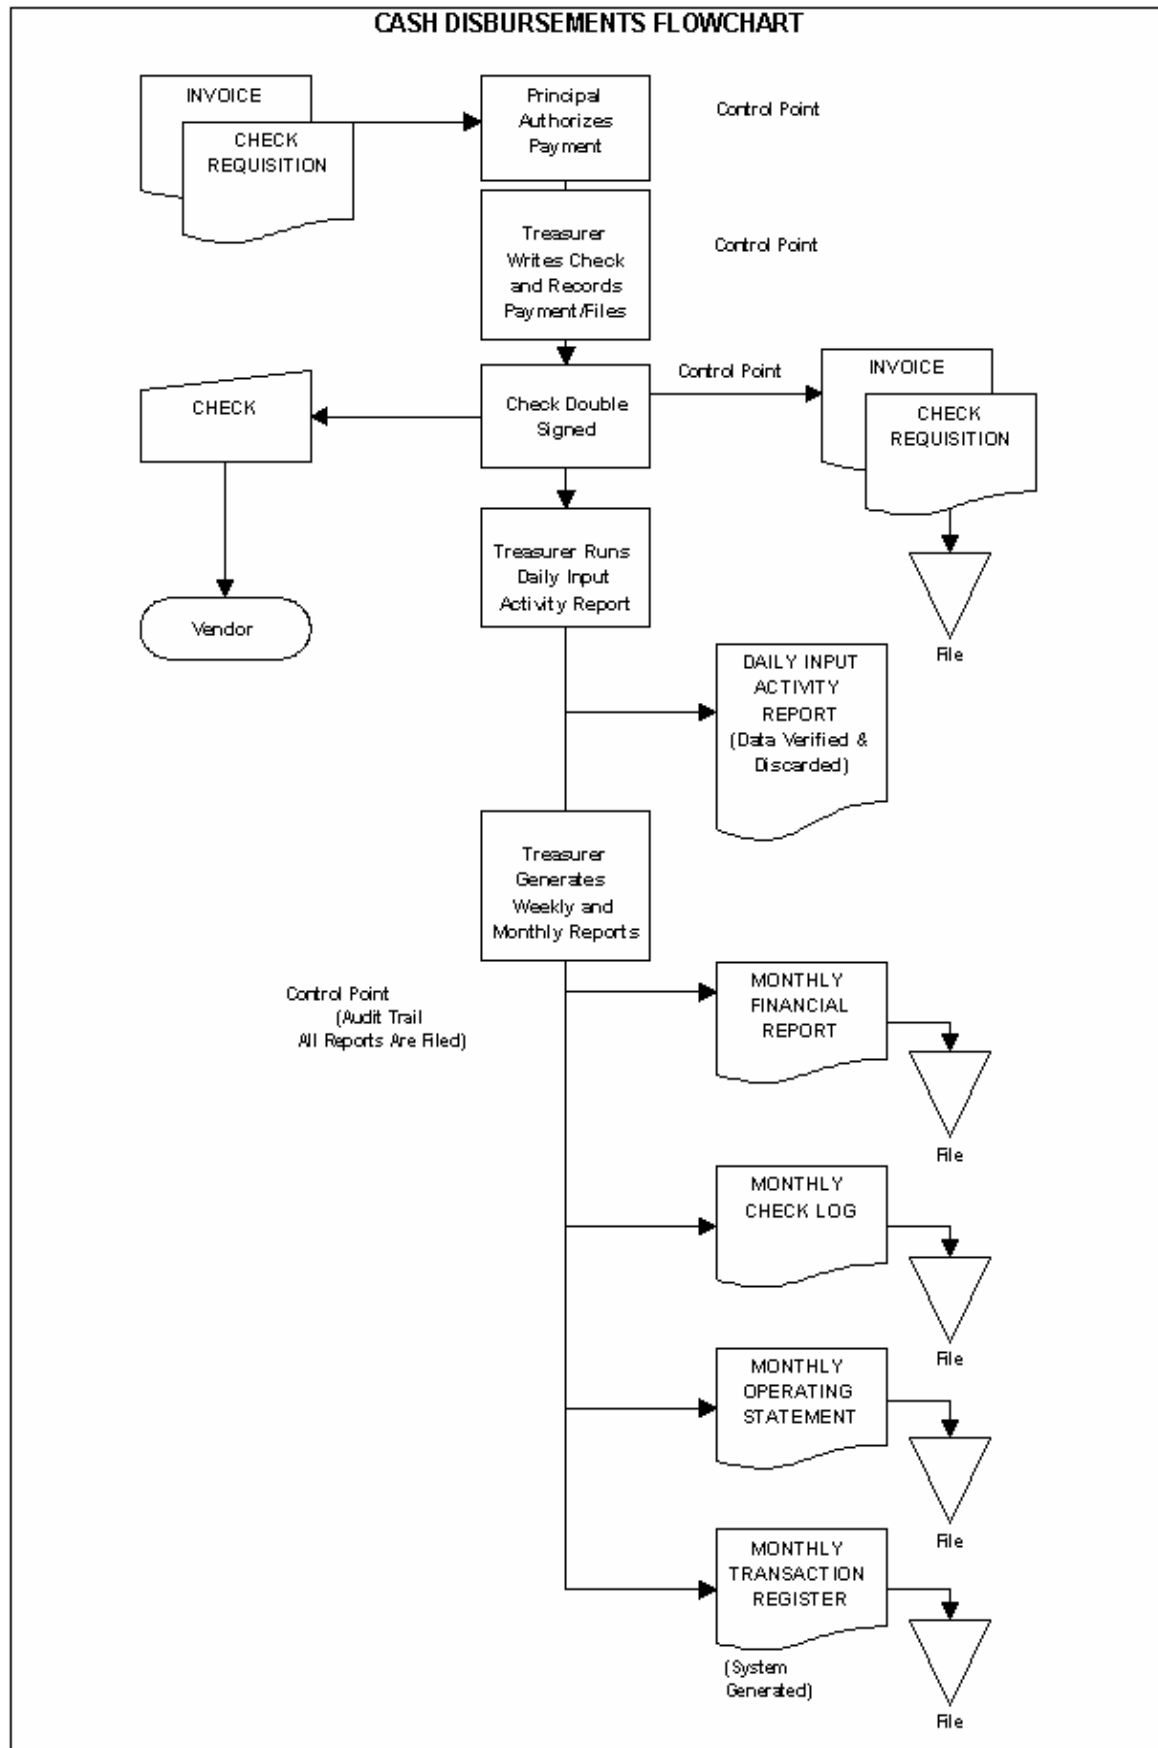 CASH DISBURSEMENTS FLOWCHART
INVOICE
CHECK
REQUISITION
Principal
Authorizes
Payment
Control Point
Treasurer
Writes Check
and Records
Payment/Files
Control Point
CHECK
Check Double
Signed
Control Point
INVOICE
CHECK
REQUISITION
Vendor
Treasurer Runs
Daily Input
Activity Report
File
DAILY INPUT
ACTIVITY
REPORT
(Data Verified &
Discarded)
Treasurer
Generates
Weekly and
Monthly Reports
Control Point
(Audit Trail
All Reports Are Filed)
MONTHLY
FINANCIAL
REPORT
File
MONTHLY
CHECK LOG
File
MONTHLY
OPERATING
STATEMENT
File
MONTHLY
TRANSACTION
REGISTER
(System
Generated)
File